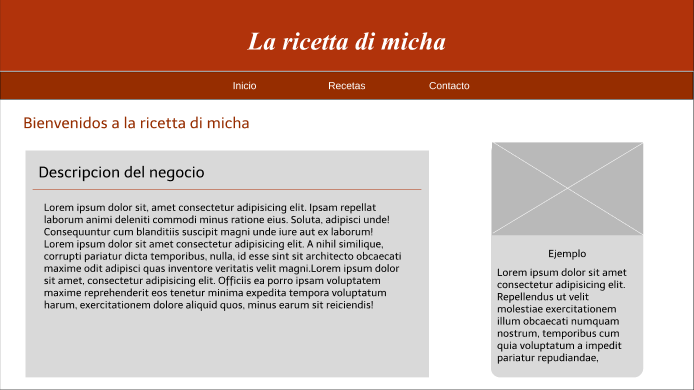 La ricetta di micha
Inicio Recetas Contacto
Bienvenidos a la ricetta di micha
Descripcion del negocio
Lorem ipsum dolor sit, amet consectetur adipisicing elit. Ipsam repellat
laborum animi deleniti commodi minus ratione eius. Soluta, adipisci unde!
Consequuntur cum blanditiis suscipit magni unde iure aut ex laborum!
Lorem ipsum dolor sit amet consectetur adipisicing elit. A nihil similique,
corrupti pariatur dicta temporibus, nulla, id esse sint sit architecto obcaecati
maxime odit adipisci quas inventore veritatis velit magni.Lorem ipsum dolor
sit amet, consectetur adipisicing elit. Officiis ea porro ipsam voluptatem
maxime reprehenderit eos tenetur minima expedita tempora voluptatum
harum, exercitationem dolore aliquid quos, minus earum sit reiciendis!
Ejemplo
Lorem ipsum dolor sit amet
consectetur adipisicing elit.
Repellendus ut velit
molestiae exercitationem
illum obcaecati numquam
nostrum, temporibus cum
quia voluptatum a impedit
pariatur repudiandae,